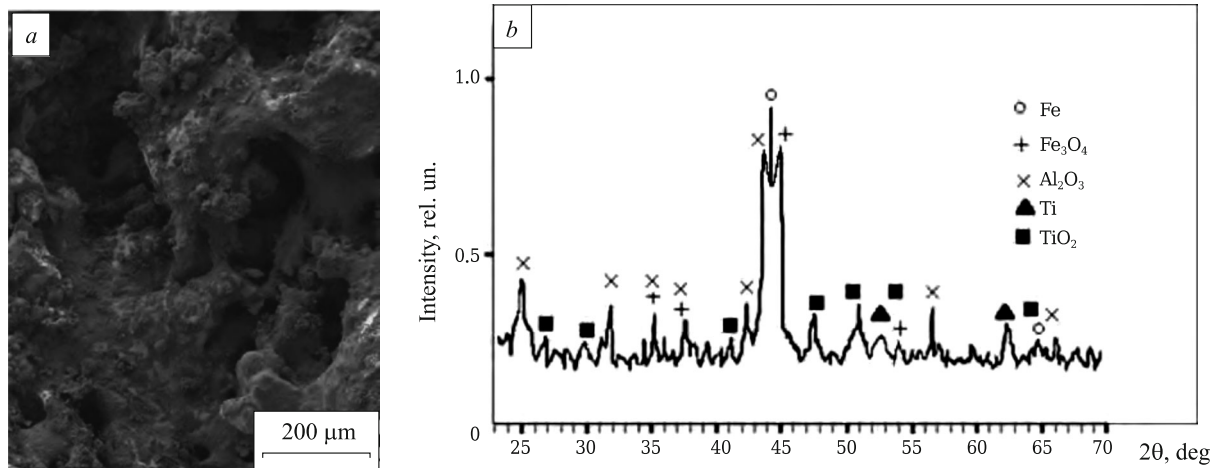 a
200 μm
b
Intensity, rel. un.
1.0
0.5
0
Fe
Fe₃O₄
Al₂O₃
Ti
TiO₂
25 30 35 40 45 50 55 60 65 70
2θ, deg